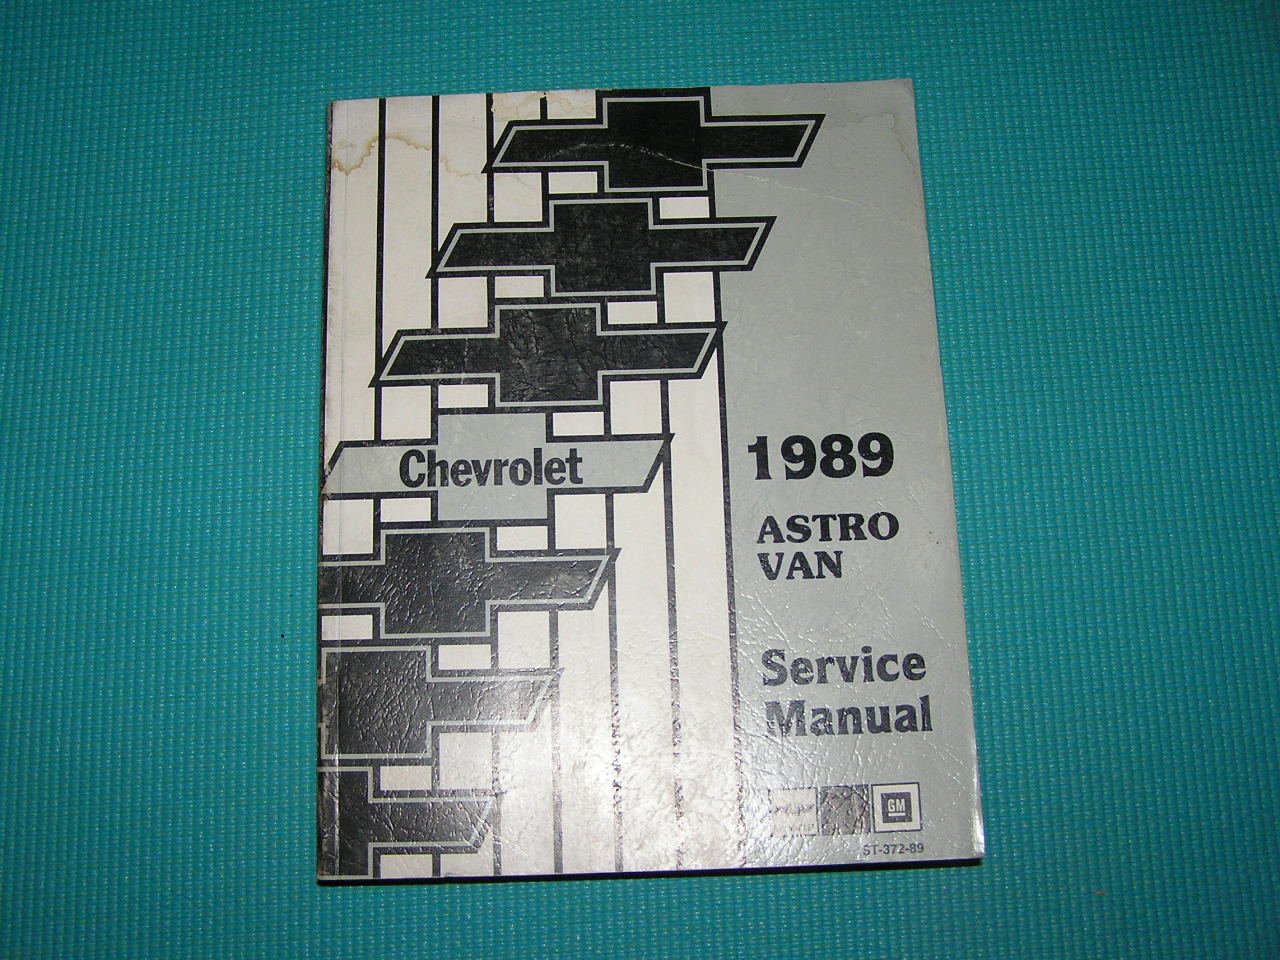 Chevrolet
1989
ASTRO
VAN
Service
Manual
GM
ST-372-89